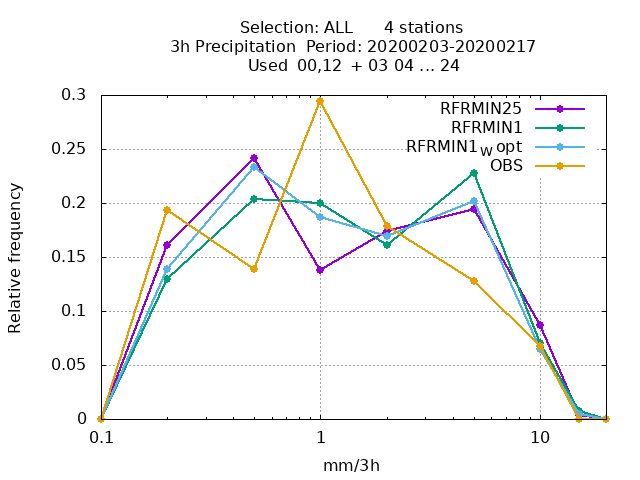 Selection: ALL 4 stations
3h Precipitation Period: 20200203-20200217
Used 00,12 + 03 04 ... 24
0.3
0.25
0.2
0.15
0.1
0.05
0
Relative frequency
RFRMIN25
RFRMIN1
RFRMIN1w opt
OBS
0.1 1 10
mm/3h